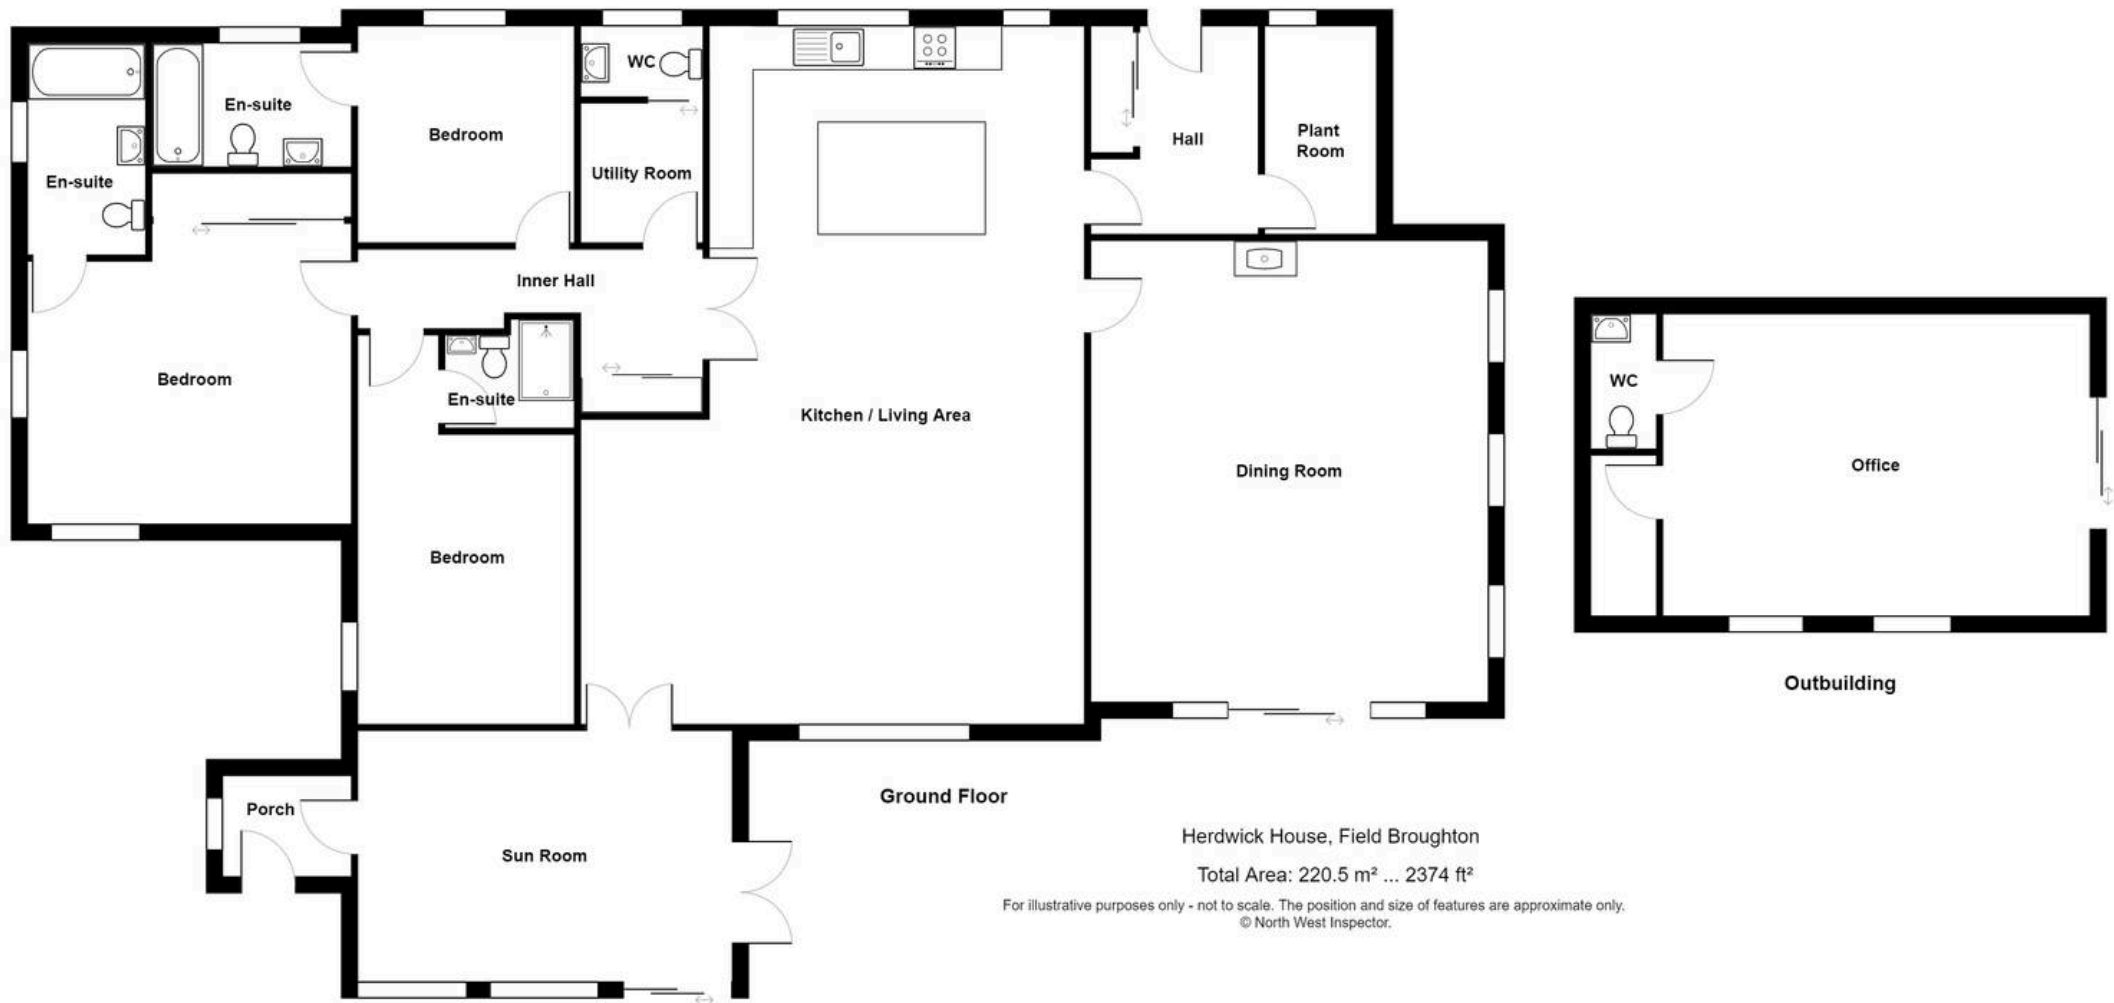 WC
En-suite
Bedroom
Hall
Plant
Room
En-suite
Utility Room
Inner Hall
Bedroom
En-suite
Kitchen / Living Area
Dining Room
WC
Office
Bedroom
Outbuilding
Porch
Sun Room
Ground Floor
Herdwick House, Field Broughton
Total Area: 220.5 m² ... 2374 ft²
For illustrative purposes only - not to scale. The position and size of features are approximate only.
© North West Inspector.